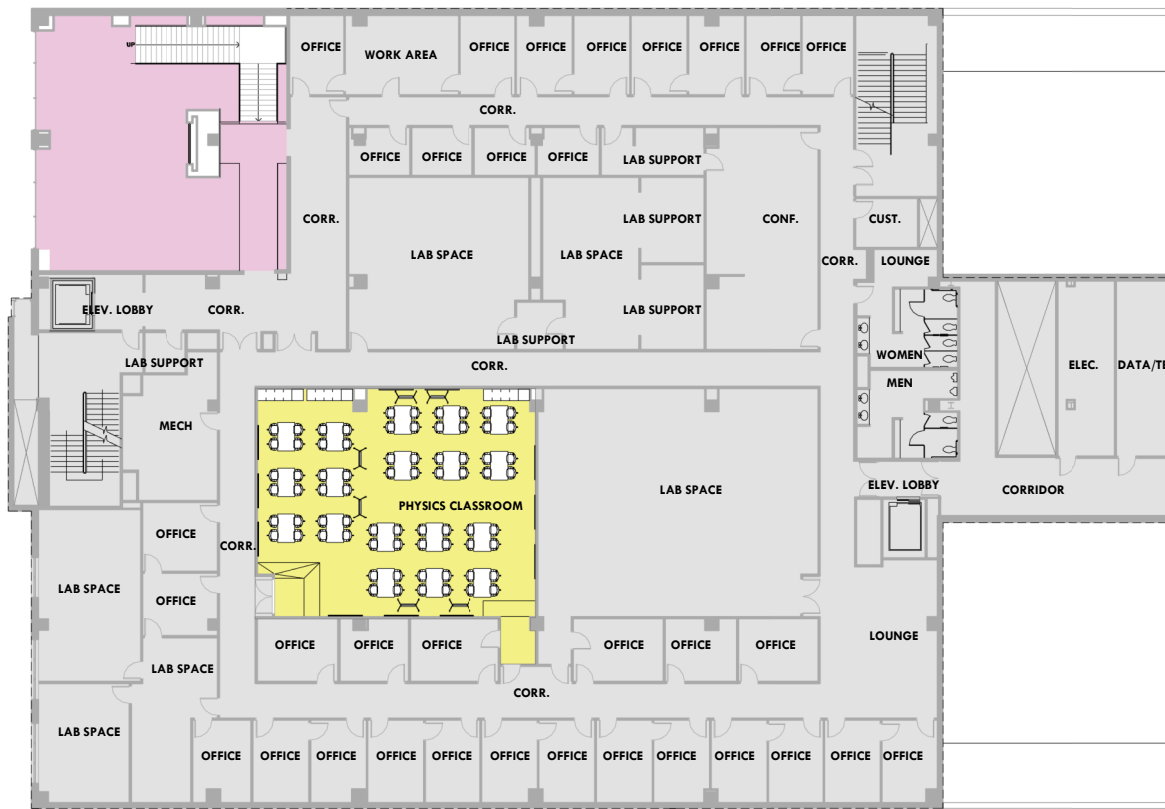 UP
OFFICE
WORK AREA
OFFICE
OFFICE
OFFICE
OFFICE
OFFICE
OFFICE
OFFICE
CORR.
OFFICE
OFFICE
OFFICE
OFFICE
LAB SUPPORT
CORR.
LAB SUPPORT
CONF.
CUST.
LAB SPACE
LAB SPACE
CORR.
LOUNGE
ELEV. LOBBY
CORR.
LAB SUPPORT
LAB SUPPORT
WOMEN
LAB SUPPORT
CORR.
ELEC.
DATA/TE
MEN
MECH
PHYSICS CLASSROOM
LAB SPACE
ELEV. LOBBY
CORRIDOR
OFFICE
CORR.
LAB SPACE
OFFICE
LOUNGE
OFFICE
OFFICE
OFFICE
OFFICE
OFFICE
OFFICE
LAB SPACE
CORR.
LAB SPACE
OFFICE
OFFICE
OFFICE
OFFICE
OFFICE
OFFICE
OFFICE
OFFICE
OFFICE
OFFICE
OFFICE
OFFICE
OFFICE